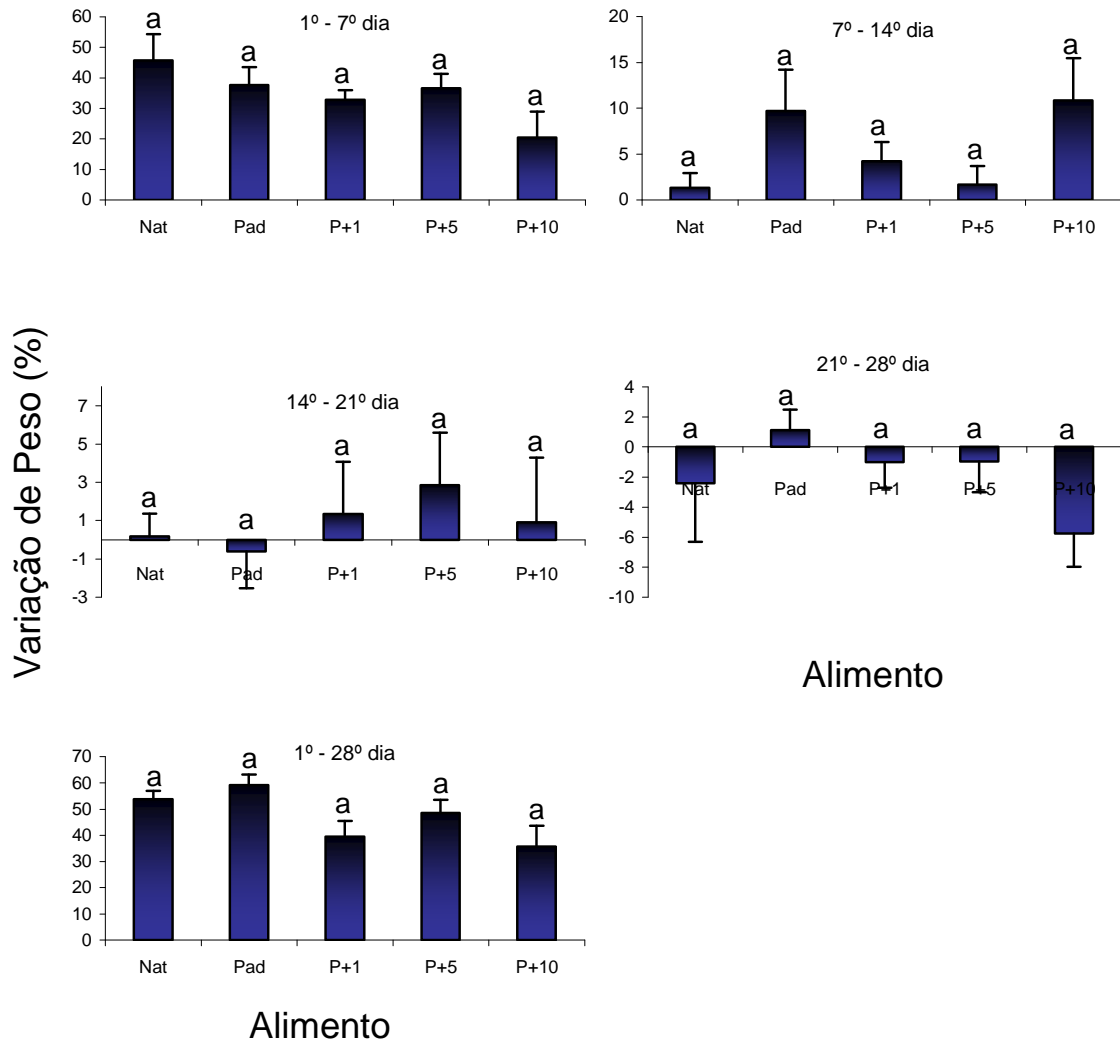 Variação de Peso (%)
1º - 7º dia
60
50
40
30
20
10
0
a a a a a
Nat Pad P+1 P+5 P+10
7º - 14º dia
20
15
10
5
0
a a a a a
Nat Pad P+1 P+5 P+10
14º - 21º dia
7
5
3
1
-1
-3
a a a a a
Nat Pad P+1 P+5 P+10
21º - 28º dia
4
2
0
-2
-4
-6
-8
-10
a a a a a
Nat Pad P+1 P+5 P+10
Alimento
1º - 28º dia
70
60
50
40
30
20
10
0
a a a a a
Nat Pad P+1 P+5 P+10
Alimento